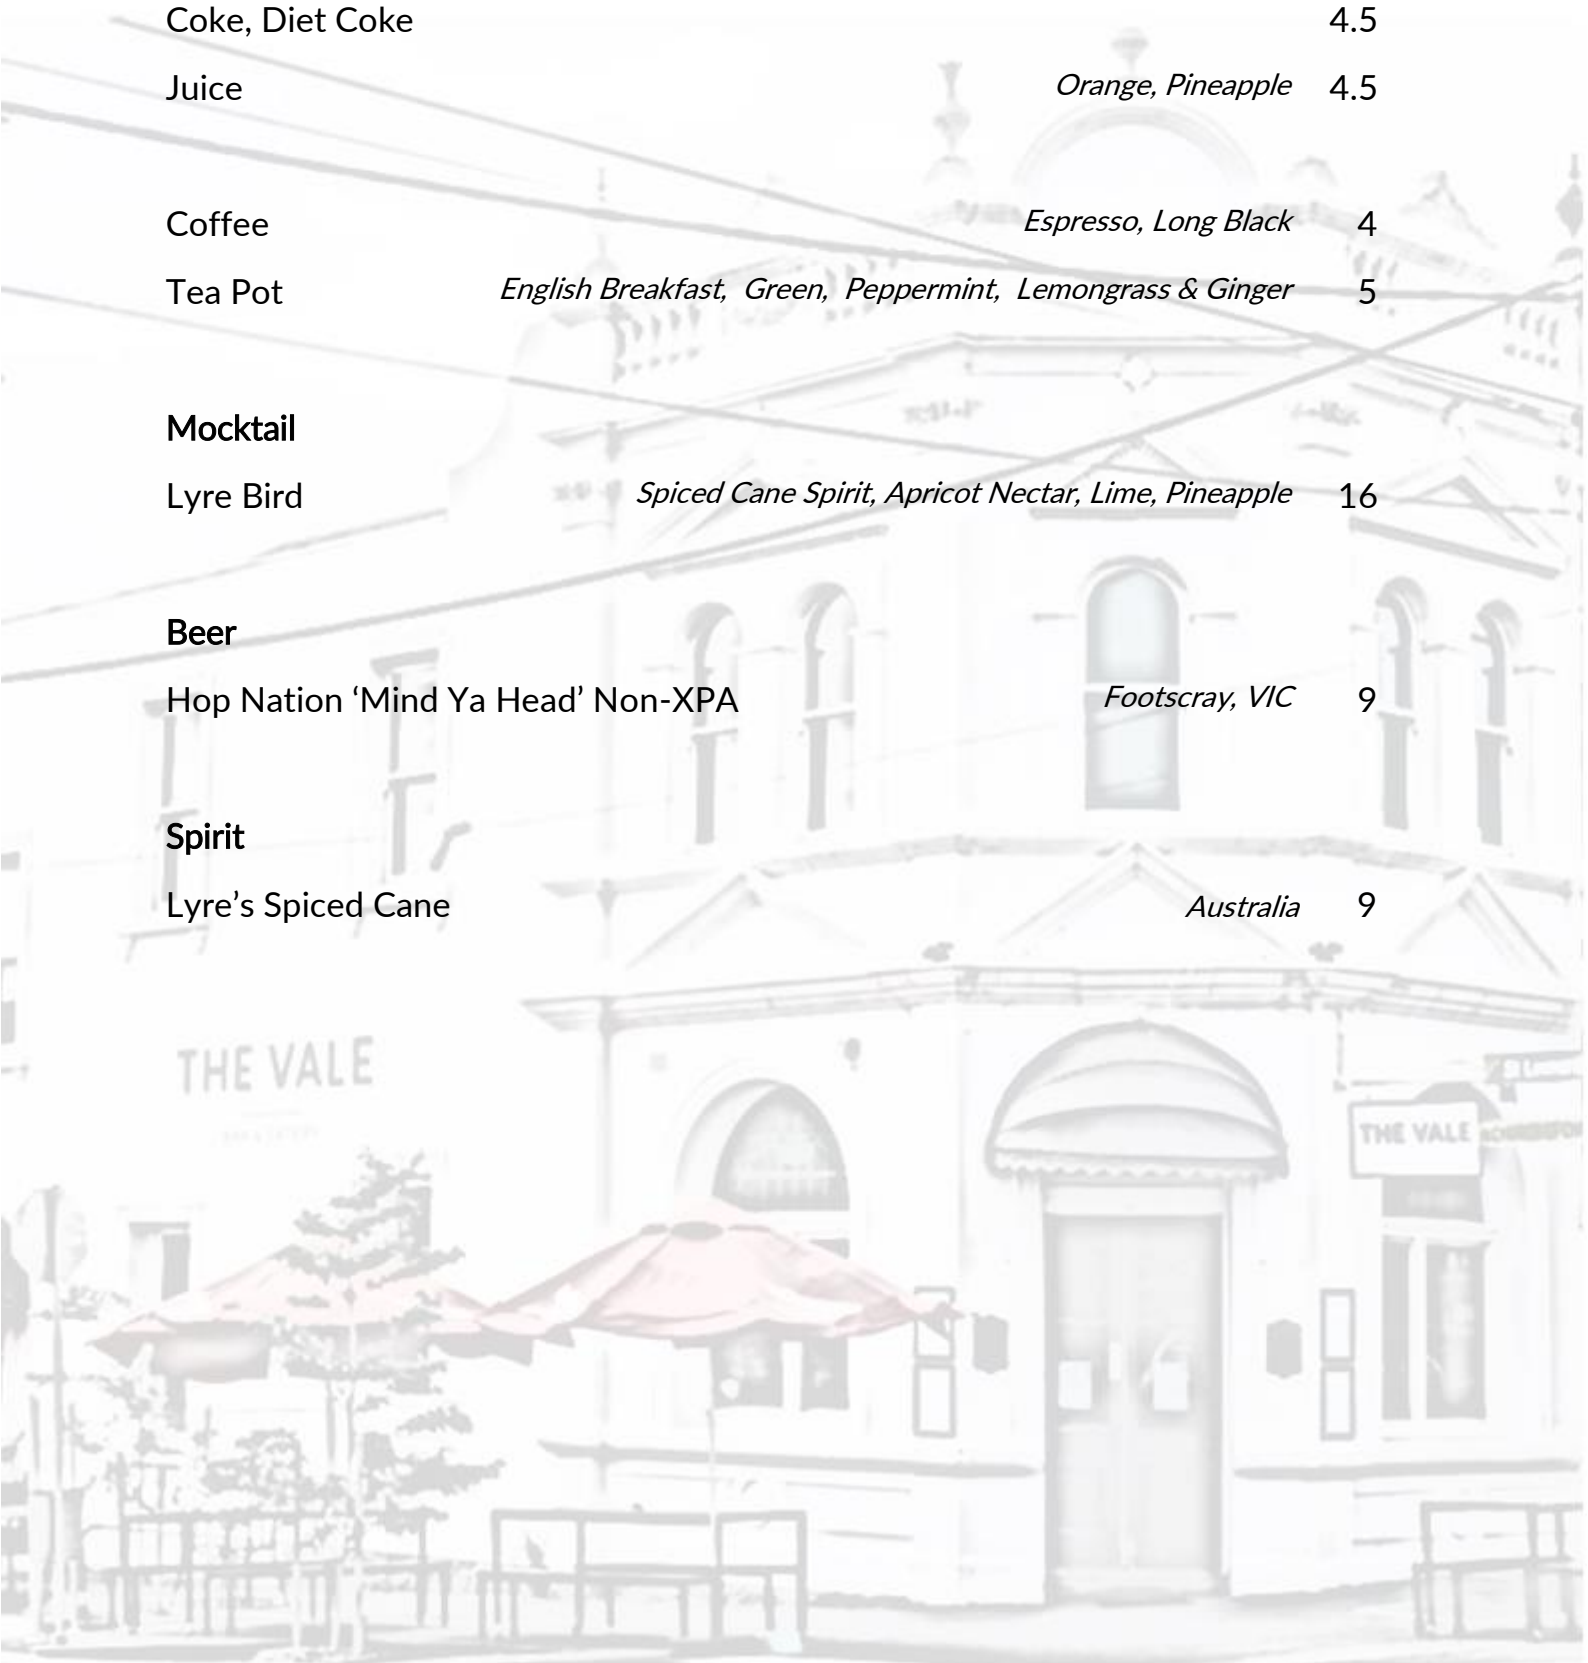 Coke, Diet Coke 4.5
Juice Orange, Pineapple 4.5
Coffee Espresso, Long Black 4
Tea Pot English Breakfast, Green, Peppermint, Lemongrass & Ginger 5
Mocktail
Lyre Bird Spiced Cane Spirit, Apricot Nectar, Lime, Pineapple 16
Beer
Hop Nation ‘Mind Ya Head’ Non-XPA Footscray, VIC 9
Spirit
Lyre’s Spiced Cane Australia 9
THE VALE
THE VALE